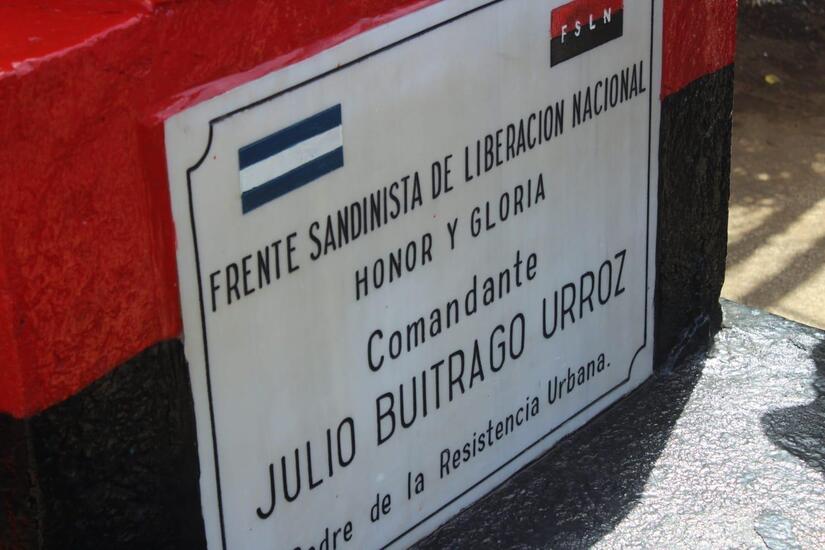 FSLN
FRENTE SANDINISTA DE LIBERACION NACIONAL
HONOR Y GLORIA
Comandante
JULIO BUITRAGO URROZ
de la Resistencia Urbana.